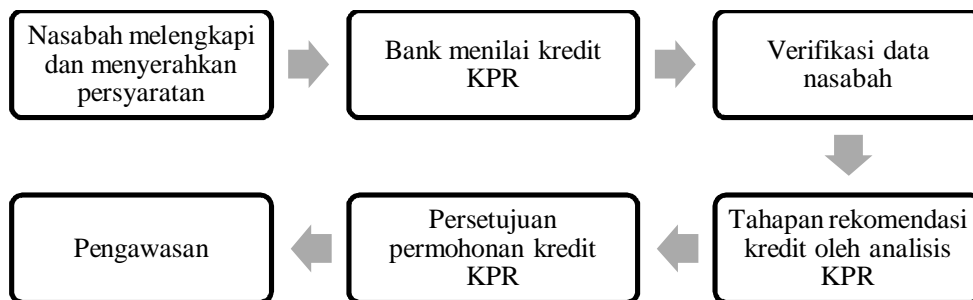 Nasabah melengkapi
dan menyerahkan
persyaratan
Bank menilai kredit
KPR
Verifikasi data
nasabah
Tahapan rekomendasi
kredit oleh analisis
KPR
Persetujuan
permohonan kredit
KPR
Pengawasan